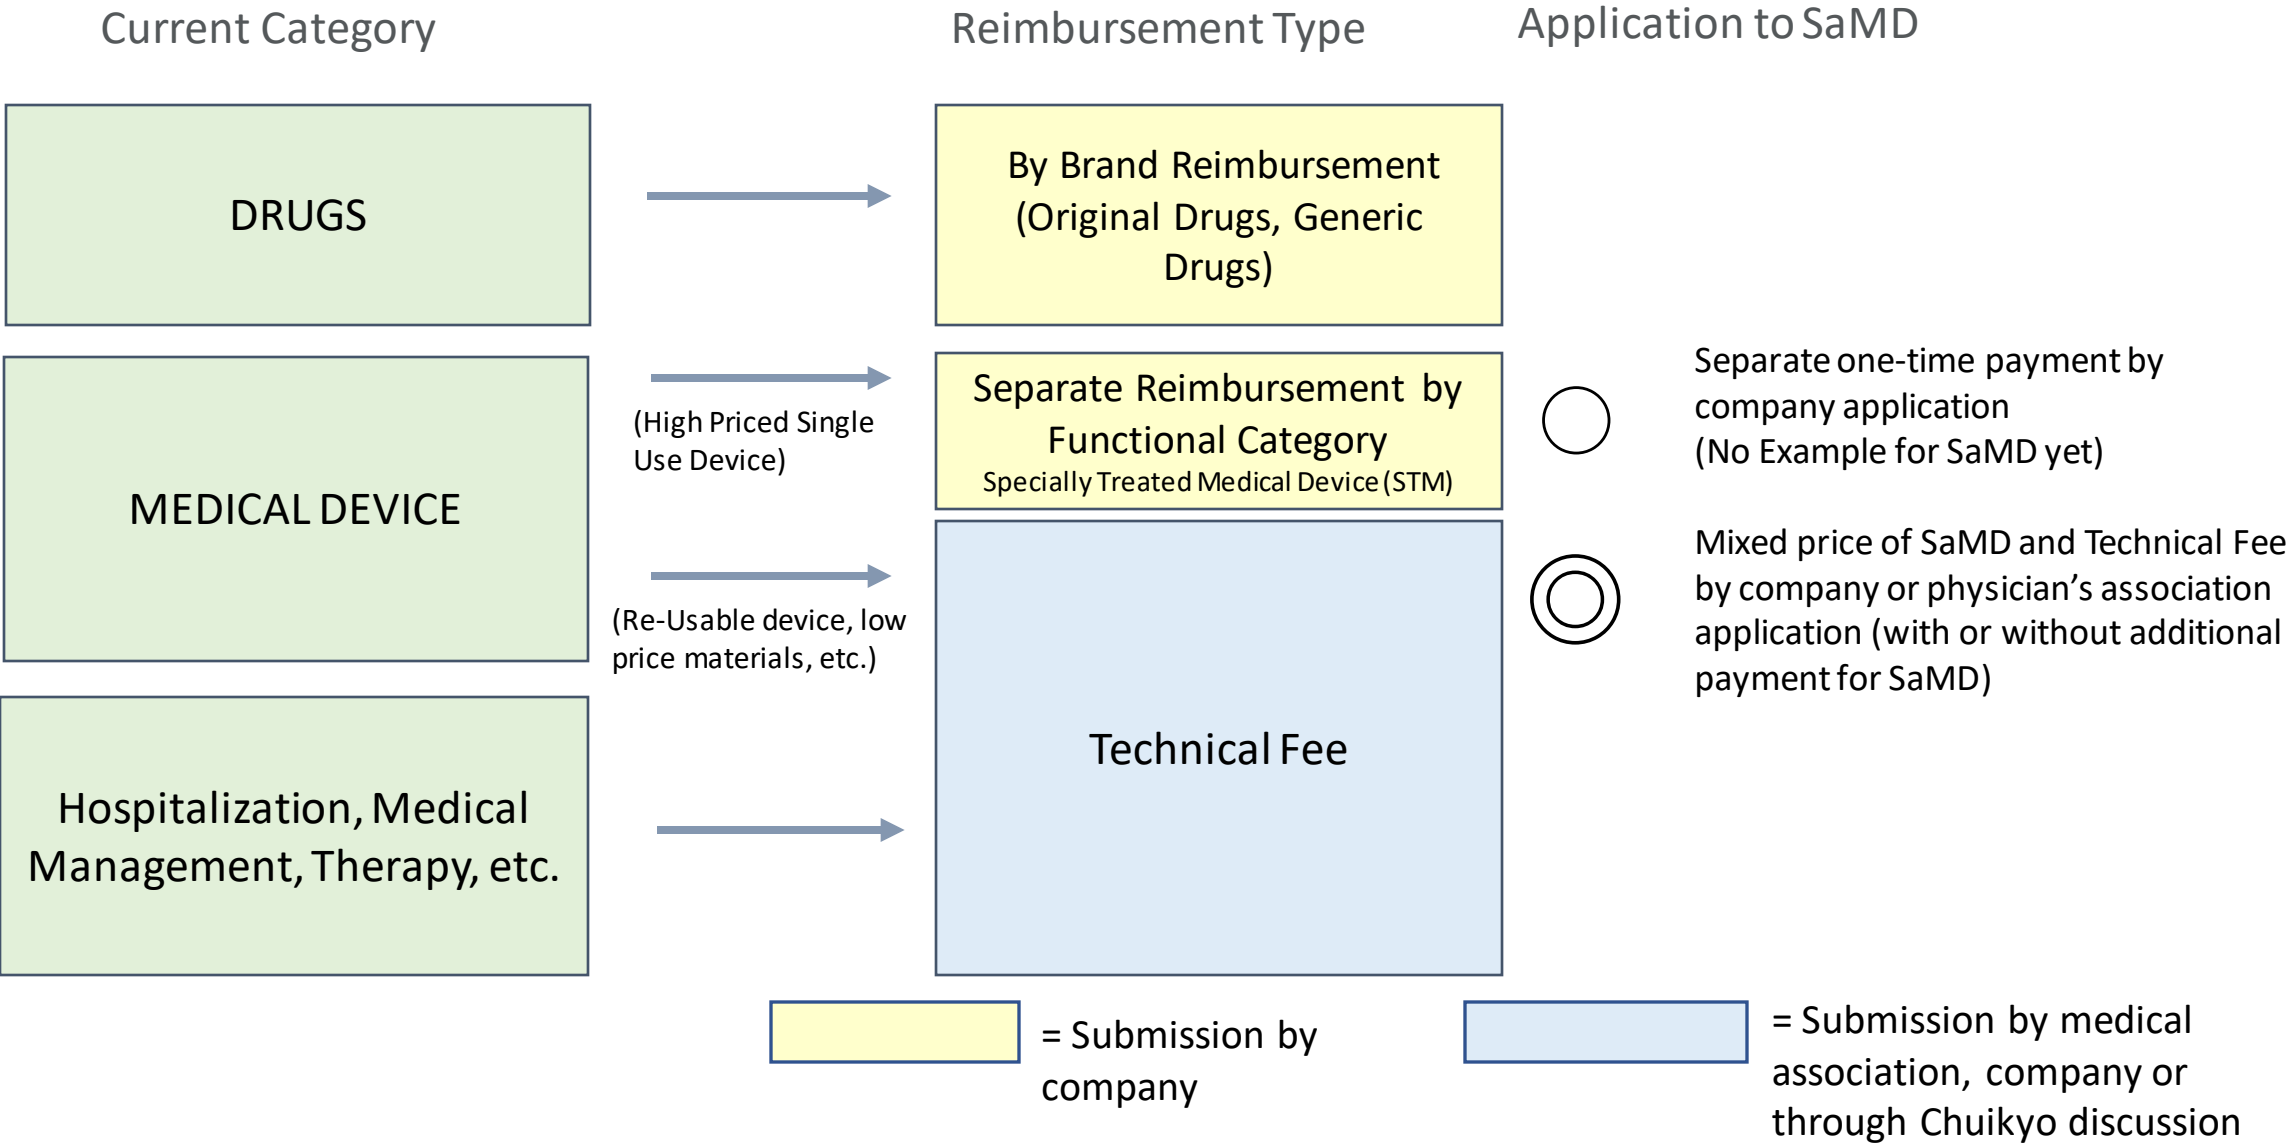 Current Category
Reimbursement Type
Application to SaMD
DRUGS
By Brand Reimbursement
(Original Drugs, Generic
Drugs)
MEDICAL DEVICE
(High Priced Single
Use Device)
Separate Reimbursement by
Functional Category
Specially Treated Medical Device (STM)
Separate one-time payment by
company application
(No Example for SaMD yet)
(Re-Usable device, low
price materials, etc.)
Technical Fee
Mixed price of SaMD and Technical Fee
by company or physician’s association
application (with or without additional
payment for SaMD)
Hospitalization, Medical
Management, Therapy, etc.
= Submission by
company
= Submission by medical
association, company or
through Chuikyo discussion